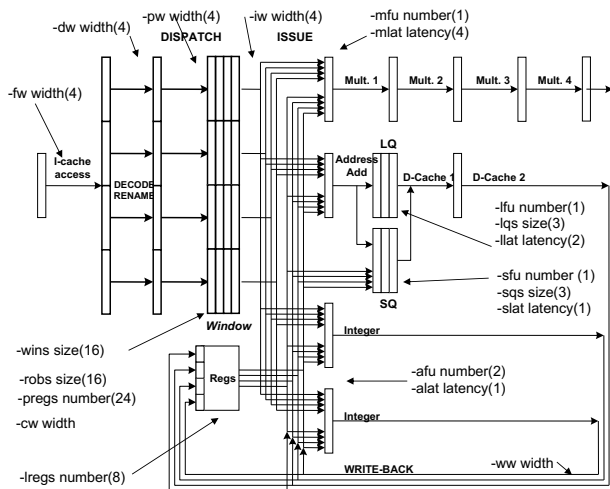 -mfu number(1)
-mlat latency(4)
-pw width(4)
-iw width(4)
-dw width(4)
DISPATCH
ISSUE
-fw width(4)
Mult. 1
Mult. 2
Mult. 3
Mult. 4
I-cache
access
DECODE
RENAME
Address
Add
LQ
D-Cache 1
D-Cache 2
-lfu number(1)
-lqs size(3)
-llat latency(2)
-sfu number (1)
-sqs size(3)
-slat latency(1)
SQ
Window
Integer
-wins size(16)
-robs size(16)
-pregs number(24)
-cw width
Regs
-afu number(2)
-alat latency(1)
Integer
-lregs number(8)
WRITE-BACK
-ww width